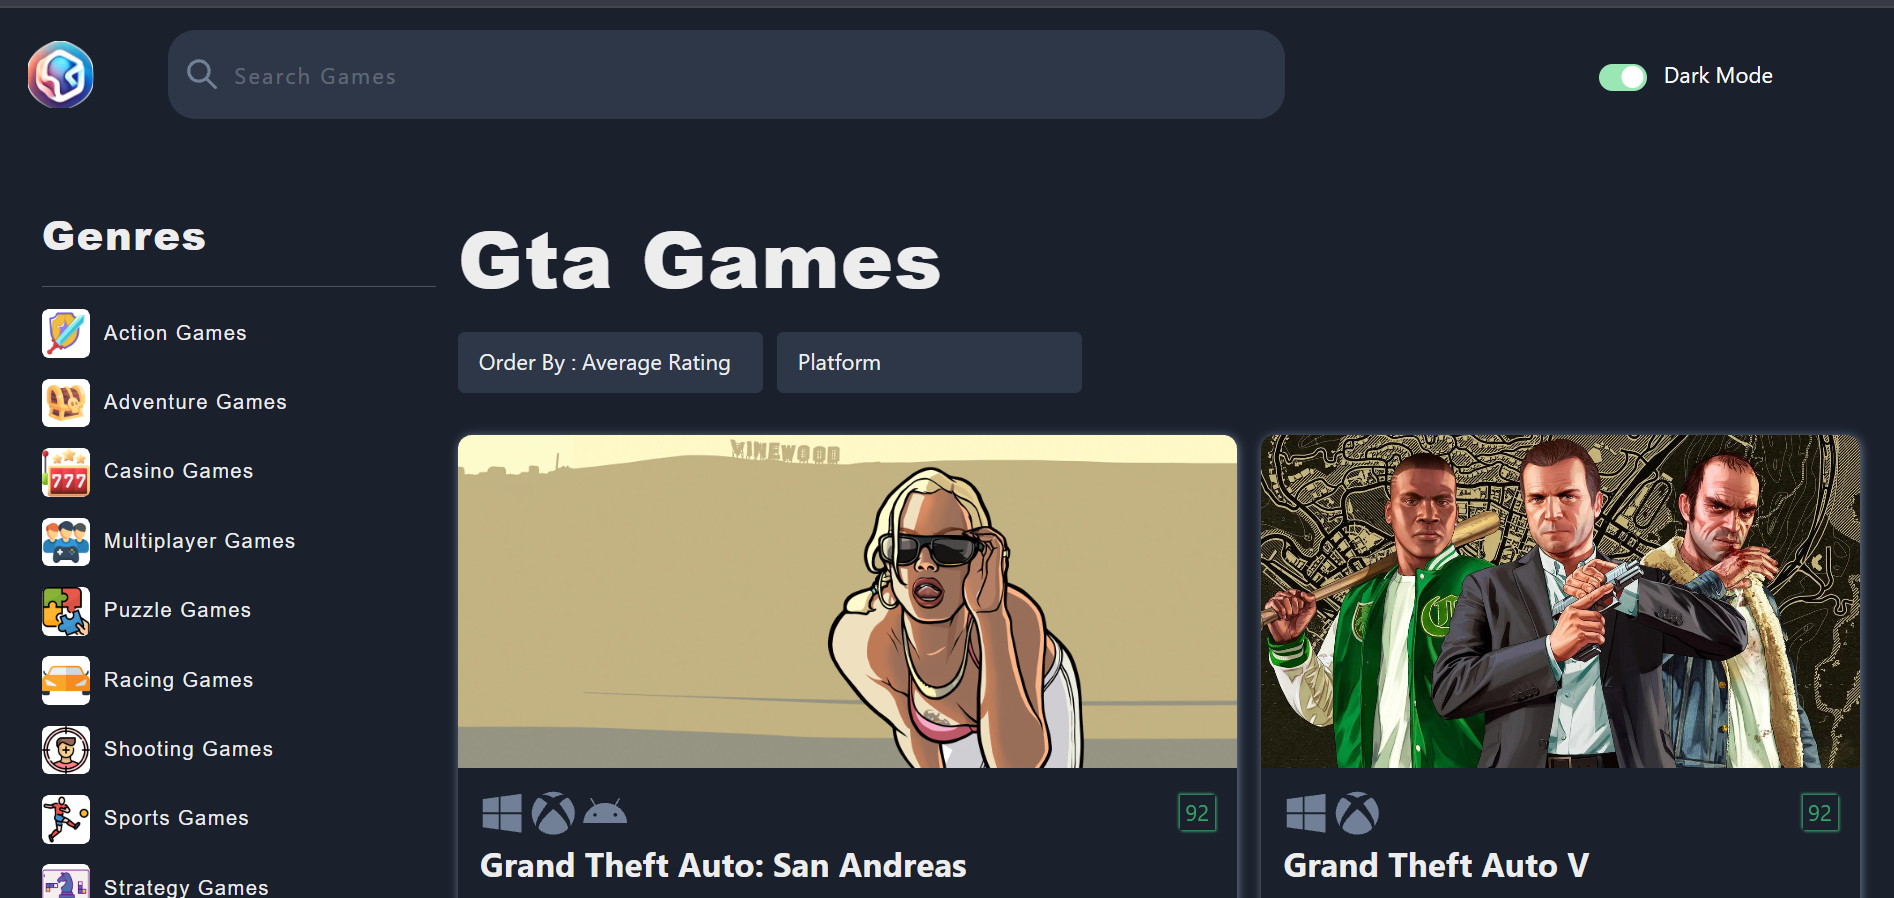 Search Games
Dark Mode
Genres
Action Games
Adventure Games
Casino Games
777
Multiplayer Games
Puzzle Games
Racing Games
Shooting Games
Sports Games
Strategy Games
Gta Games
Order By : Average Rating
Platform
VINEWOOD
92
Grand Theft Auto: San Andreas
92
Grand Theft Auto V